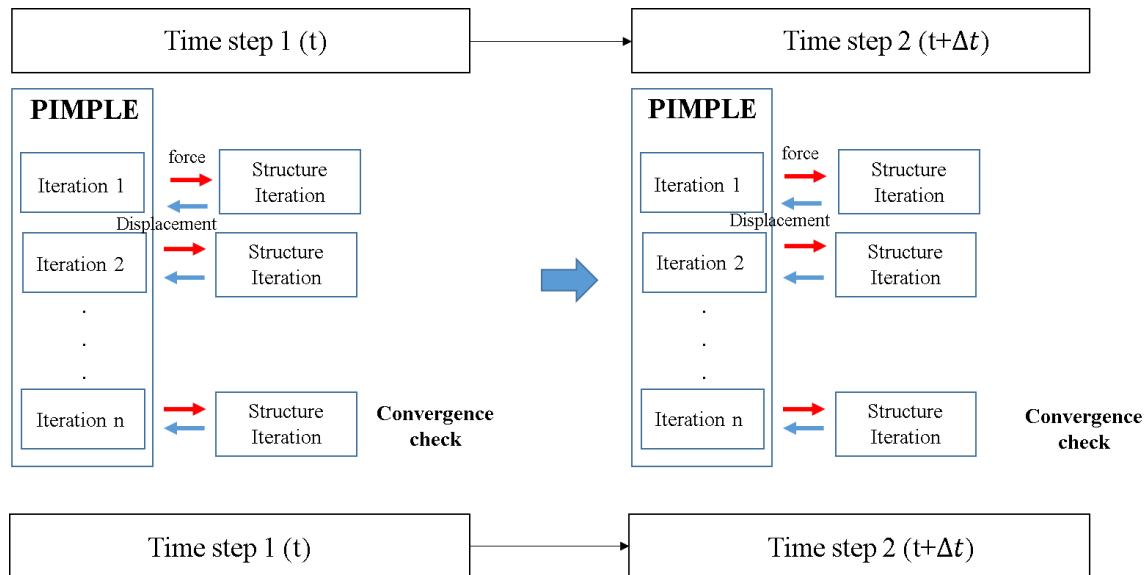 Time step 1 (t)
Time step 2 (t+Δt)
PIMPLE
Iteration 1
force
Structure
Iteration
Displacement
Iteration 2
Structure
Iteration
.
.
.
Iteration n
Structure
Iteration
Convergence
check
PIMPLE
Iteration 1
force
Structure
Iteration
Displacement
Iteration 2
Structure
Iteration
.
.
.
Iteration n
Structure
Iteration
Convergence
check
Time step 1 (t)
Time step 2 (t+Δt)